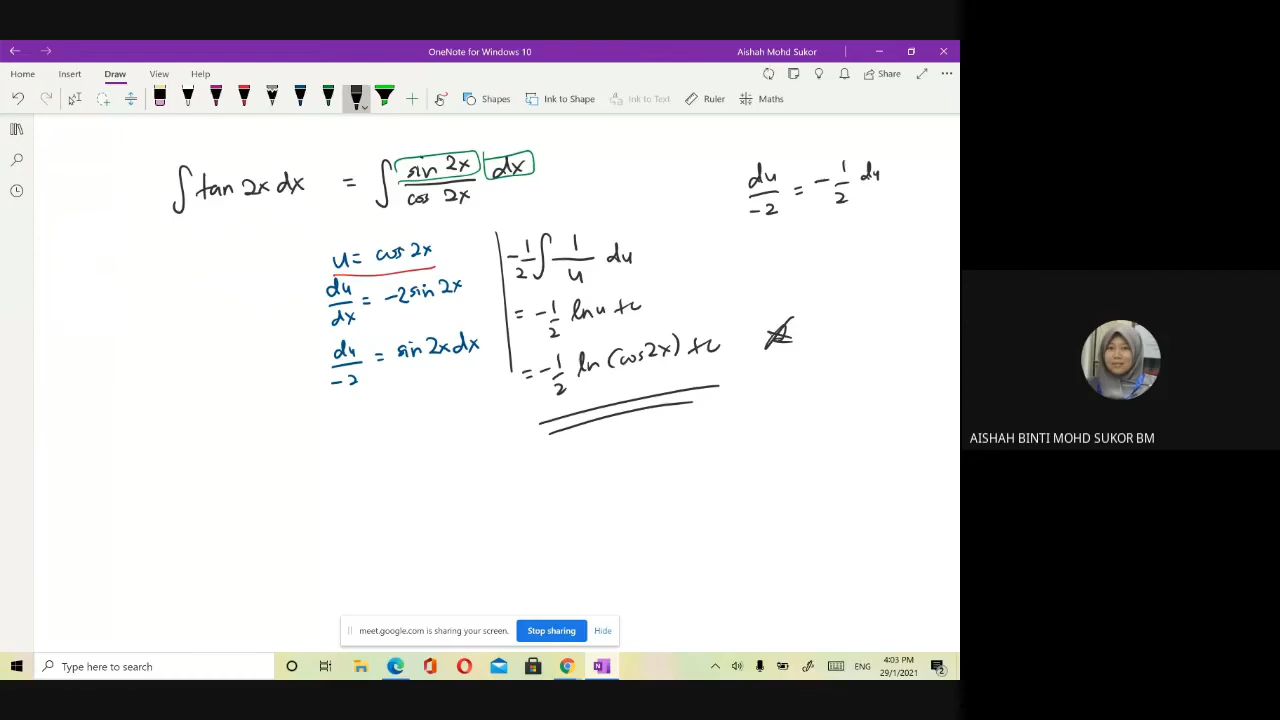 OneNote for Windows 10
Aishah Mohd Sukor
Home Insert Draw View Help
Share
Shapes Ink to Shape Ink to Text Ruler Maths
∫ tan 2x dx = ∫ sin 2x / cos 2x dx
du/-2 = -1/2 du
u = cos 2x
du/dx = -2 sin 2x
du/-2 = sin 2x dx
-1/2 ∫ 1/u du
= -1/2 ln u + c
= -1/2 ln (cos 2x) + c
AISHAH BINTI MOHD SUKOR BM
meet.google.com is sharing your screen. Stop sharing Hide
Type here to search
ENG
4:03 PM
29/1/2021
2